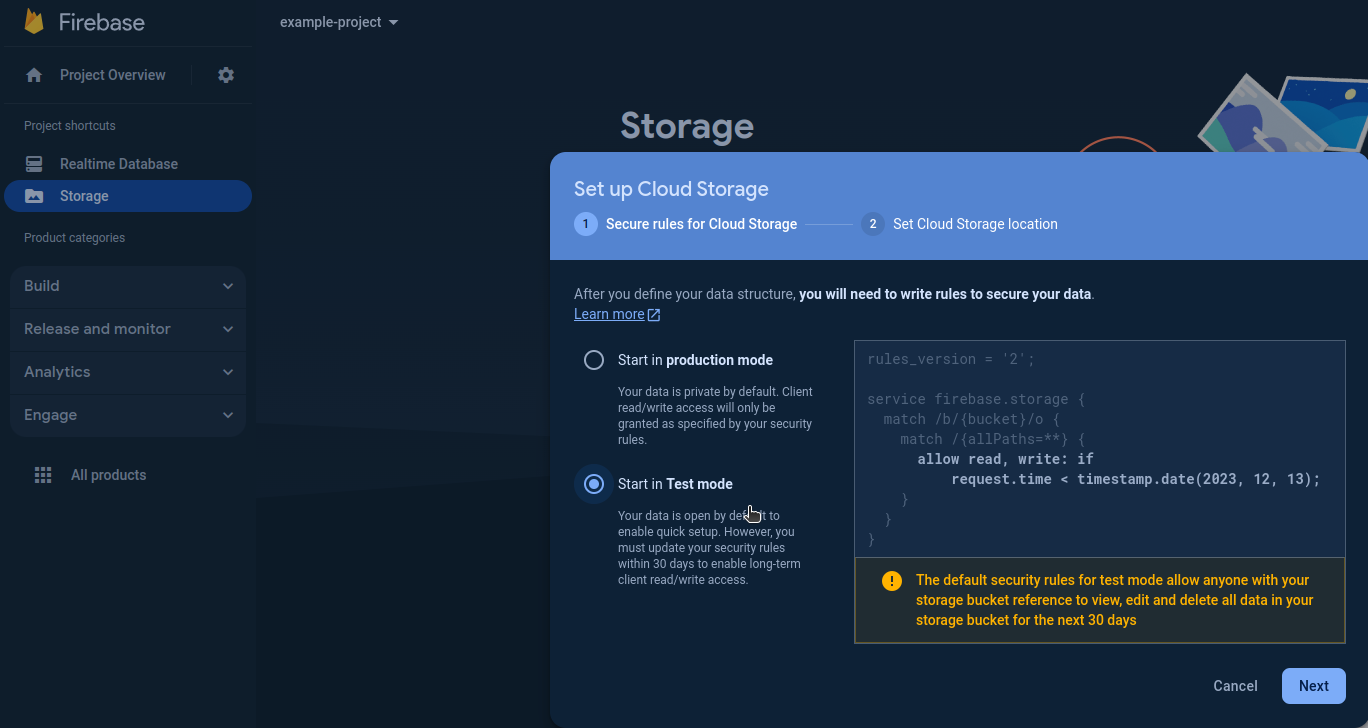 Firebase
example-project
Project Overview
Project shortcuts
Realtime Database
Storage
Product categories
Build
Release and monitor
Analytics
Engage
All products
Storage
Set up Cloud Storage
1 Secure rules for Cloud Storage
2 Set Cloud Storage location
After you define your data structure, you will need to write rules to secure your data.
Learn more
Start in production mode
Your data is private by default. Client
read/write access will only be
granted as specified by your security
rules.
Start in Test mode
Your data is open by default to
enable quick setup. However, you
must update your security rules
within 30 days to enable long-term
client read/write access.
rules_version = '2';
service firebase.storage {
match /b/{bucket}/o {
match /{allPaths=**} {
allow read, write: if
request.time < timestamp.date(2023, 12, 13);
}
}
}
The default security rules for test mode allow anyone with your
storage bucket reference to view, edit and delete all data in your
storage bucket for the next 30 days
Cancel
Next